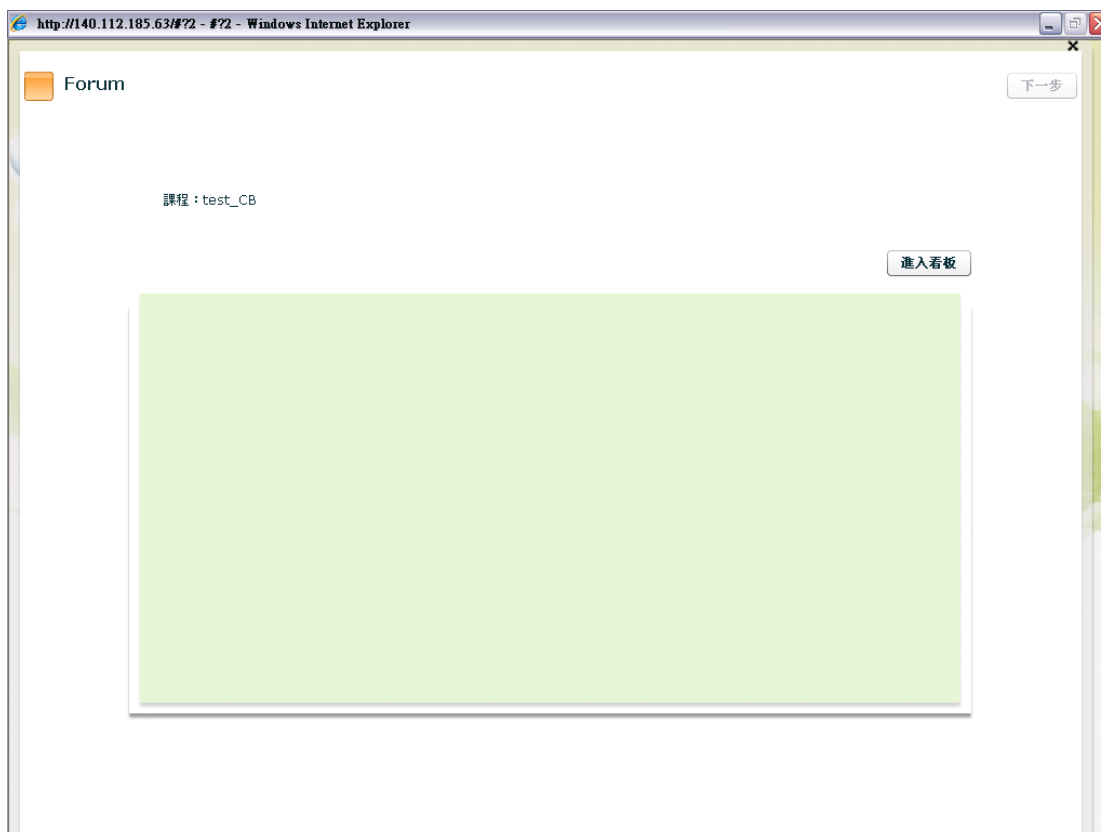 http://140.112.185.63/#?2 - #?2 - Windows Internet Explorer
Forum
下一步
課程：test_CB
進入看板